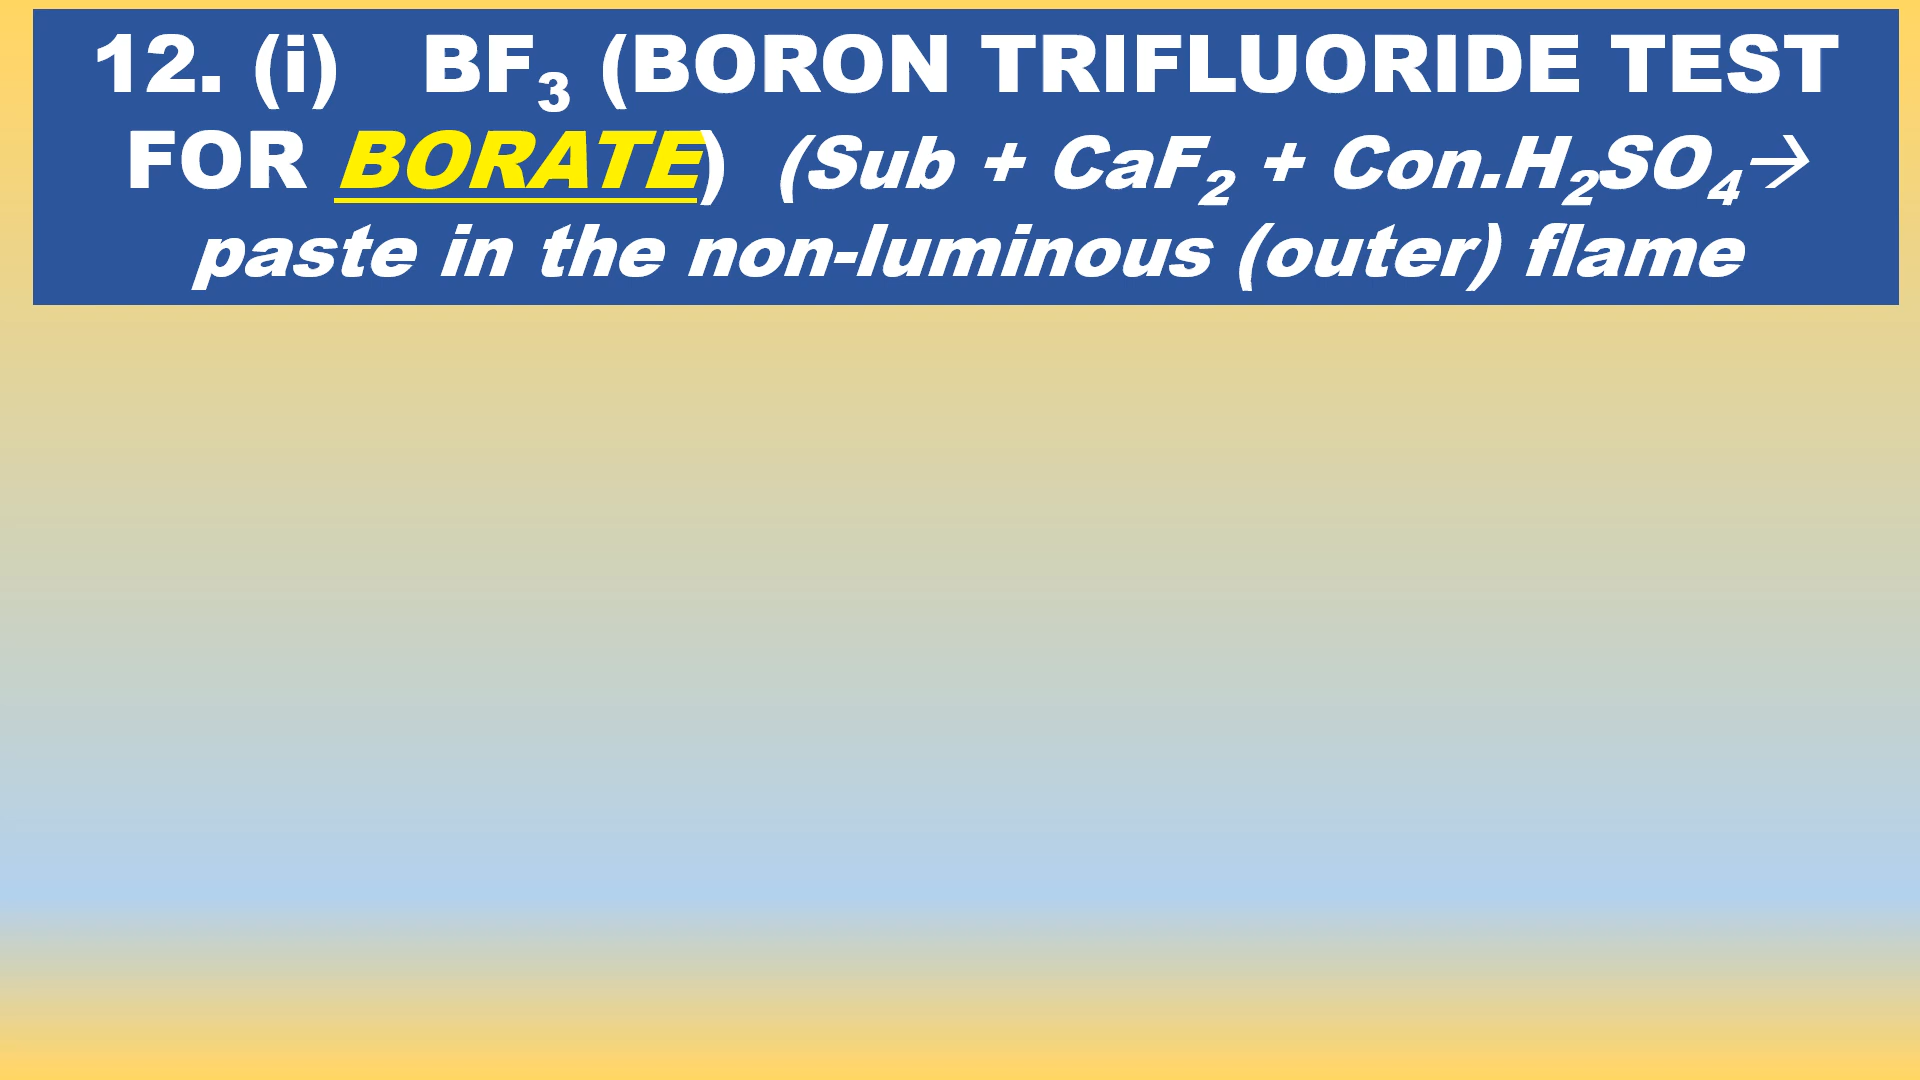 12. (i) BF₃ (BORON TRIFLUORIDE TEST
FOR BORATE) (Sub + CaF₂ + Con.H₂SO₄→
paste in the non-luminous (outer) flame